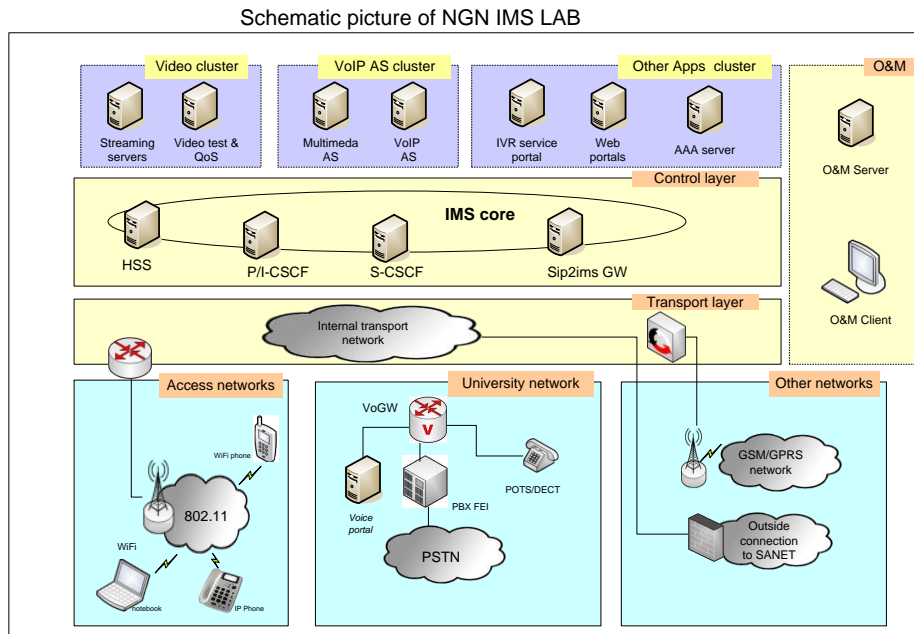 Schematic picture of NGN IMS LAB
Video cluster
VoIP AS cluster
Other Apps cluster
O&M
Streaming
servers
Video test &
QoS
Multimeda
AS
VoIP
AS
IVR service
portal
Web
portals
AAA server
O&M Server
Control layer
IMS core
HSS
P/I-CSCF
S-CSCF
Sip2ims GW
O&M Client
Transport layer
Internal transport
network
Access networks
University network
Other networks
WiFi phone
802.11
WiFi
notebook
IP Phone
VoGW
V
Voice
portal
PBX FEI
POTS/DECT
PSTN
GSM/GPRS
network
Outside
connection
to SANET